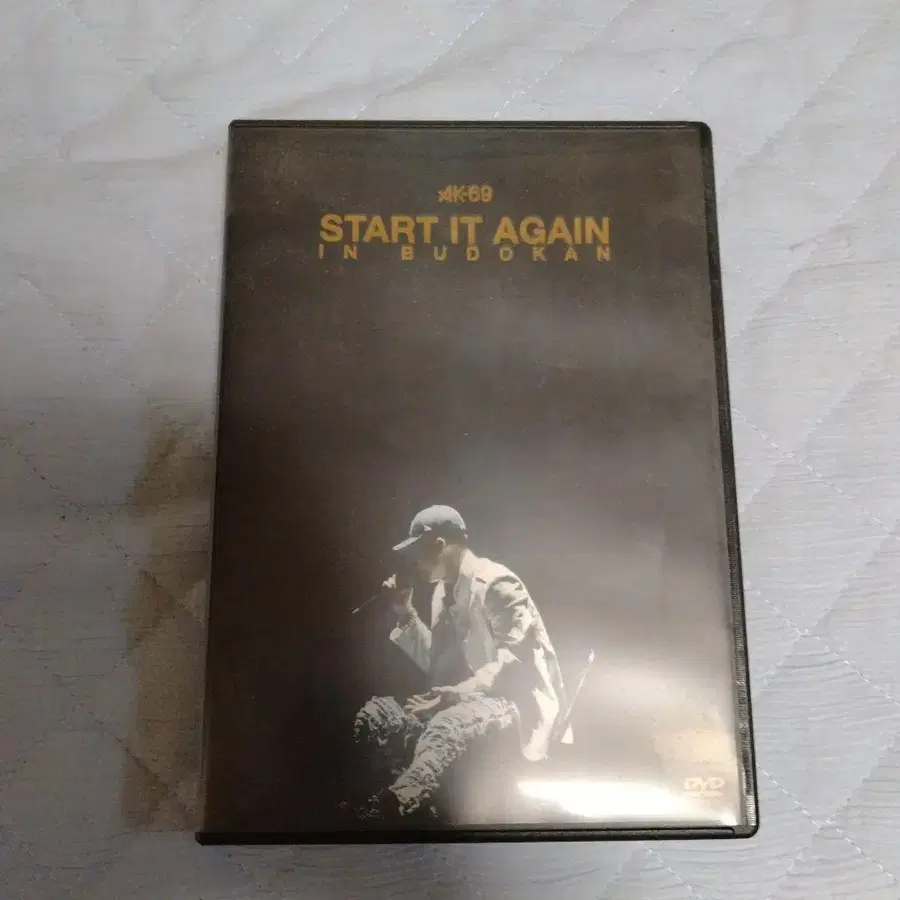 AK-69
START IT AGAIN
IN BUDOKAN
DVD